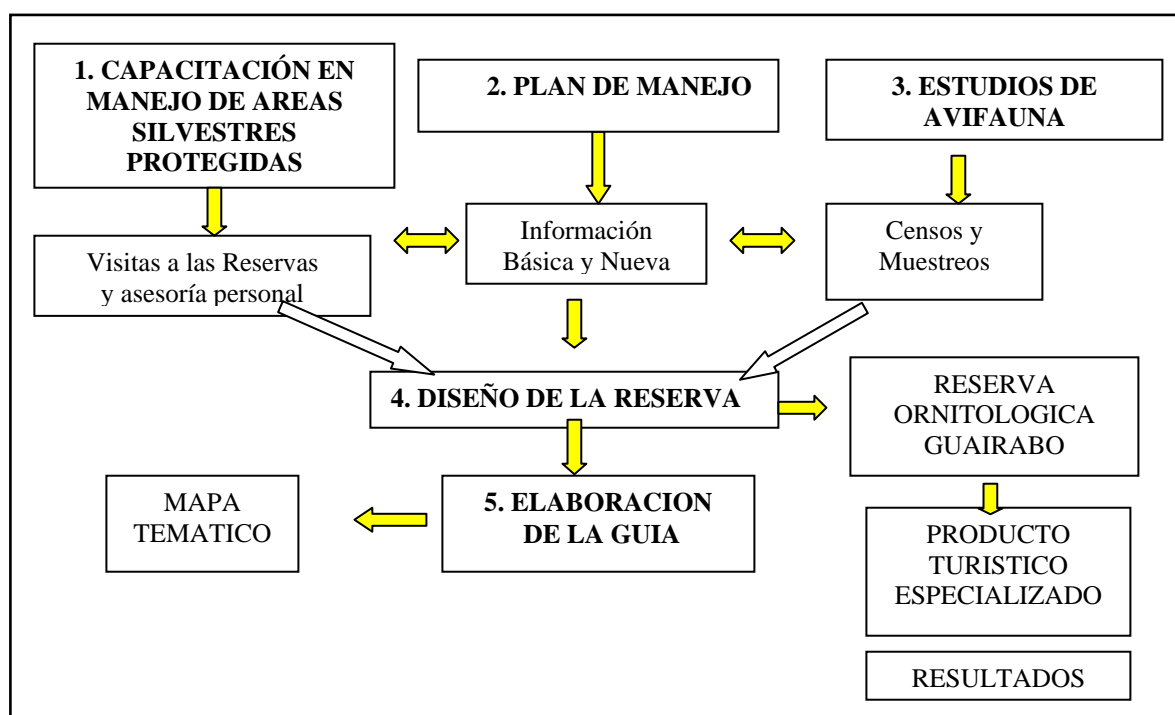 1. CAPACITACIÓN EN
MANEJO DE AREAS
SILVESTRES
PROTEGIDAS
2. PLAN DE MANEJO
3. ESTUDIOS DE
AVIFAUNA
Visitas a las Reservas
y asesoría personal
Información
Básica y Nueva
Censos y
Muestreos
4. DISEÑO DE LA RESERVA
RESERVA
ORNITOLOGICA
GUAIRABO
MAPA
TEMATICO
5. ELABORACION
DE LA GUIA
PRODUCTO
TURISTICO
ESPECIALIZADO
RESULTADOS